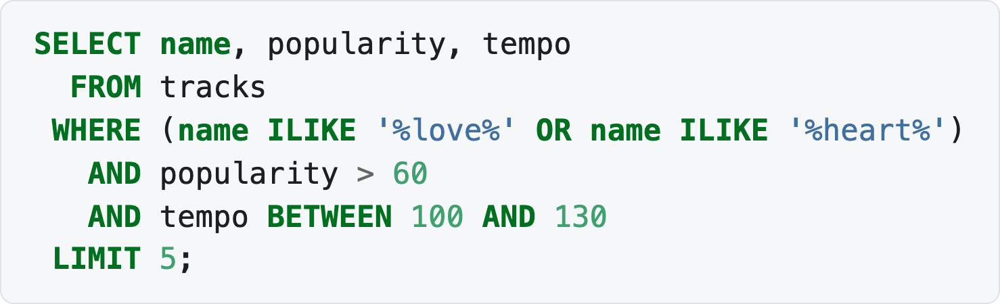 SELECT name, popularity, tempo
FROM tracks
WHERE (name ILIKE '%love%' OR name ILIKE '%heart%')
AND popularity > 60
AND tempo BETWEEN 100 AND 130
LIMIT 5;